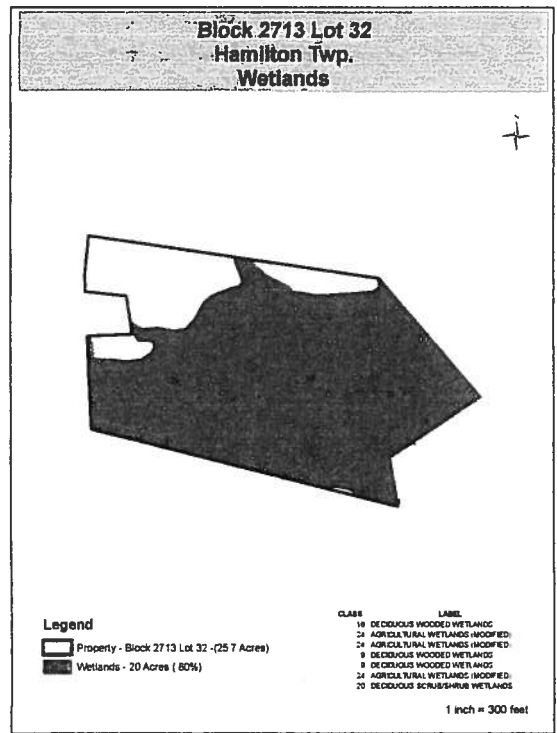 Block 2713 Lot 32
Hamilton Twp.
Wetlands
Legend
Property - Block 2713 Lot 32 -(25 7 Acres)
Wetlands - 20 Acres ( 80%)
CLASS LABEL
DECIDUOUS WOODED WETLANDS
24 AGRICULTURAL WETLANDS (MODIFIED)
24 AGRICULTURAL WETLANDS (MODIFIED)
9 DECIDUOUS WOODED WETLANDS
9 DECIDUOUS WOODED WETLANDS
24 AGRICULTURAL WETLANDS (MODIFIED)
20 DECIDUOUS SCRUB/SHRUB WETLANDS
1 inch = 300 feet